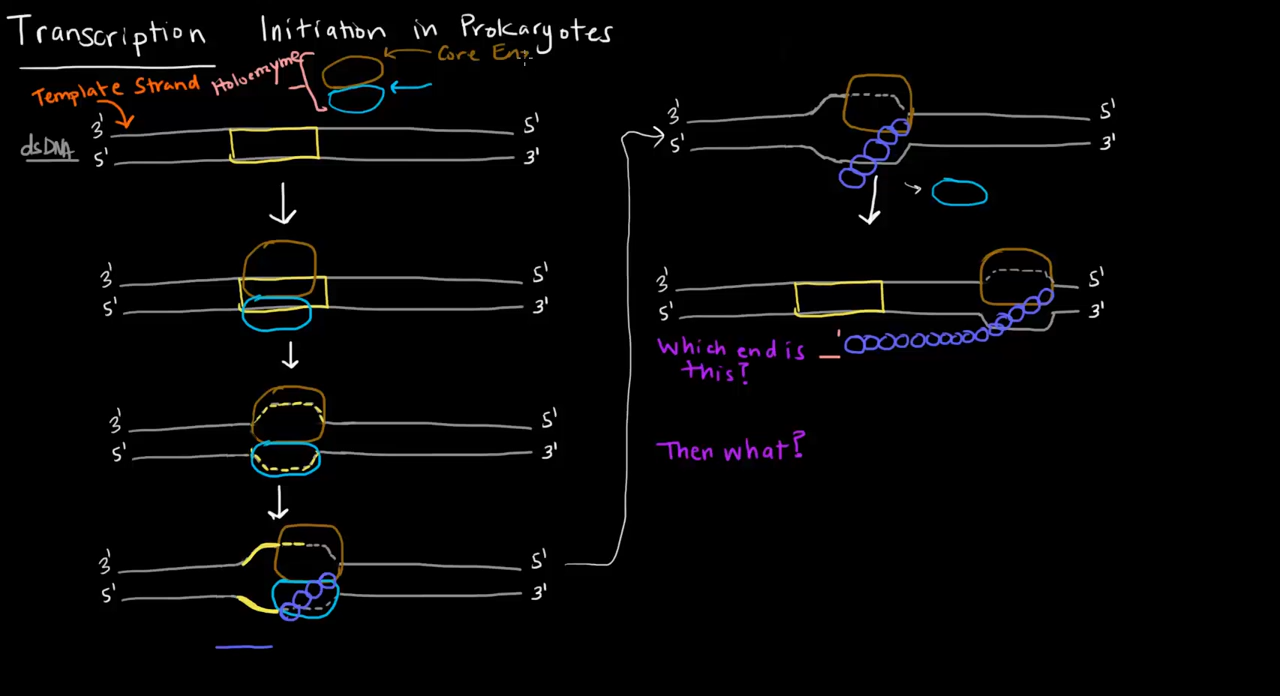 Transcription Initiation in Prokaryotes
Core En
Holoenzyme
Template Strand
3' 5'
dsDNA
5' 3'
3' 5'
5' 3'
3' 5'
5' 3'
3' 5'
5' 3'
3' 5'
5' 3'
3' 5'
5' 3'
Which end is _'
this?
Then what?